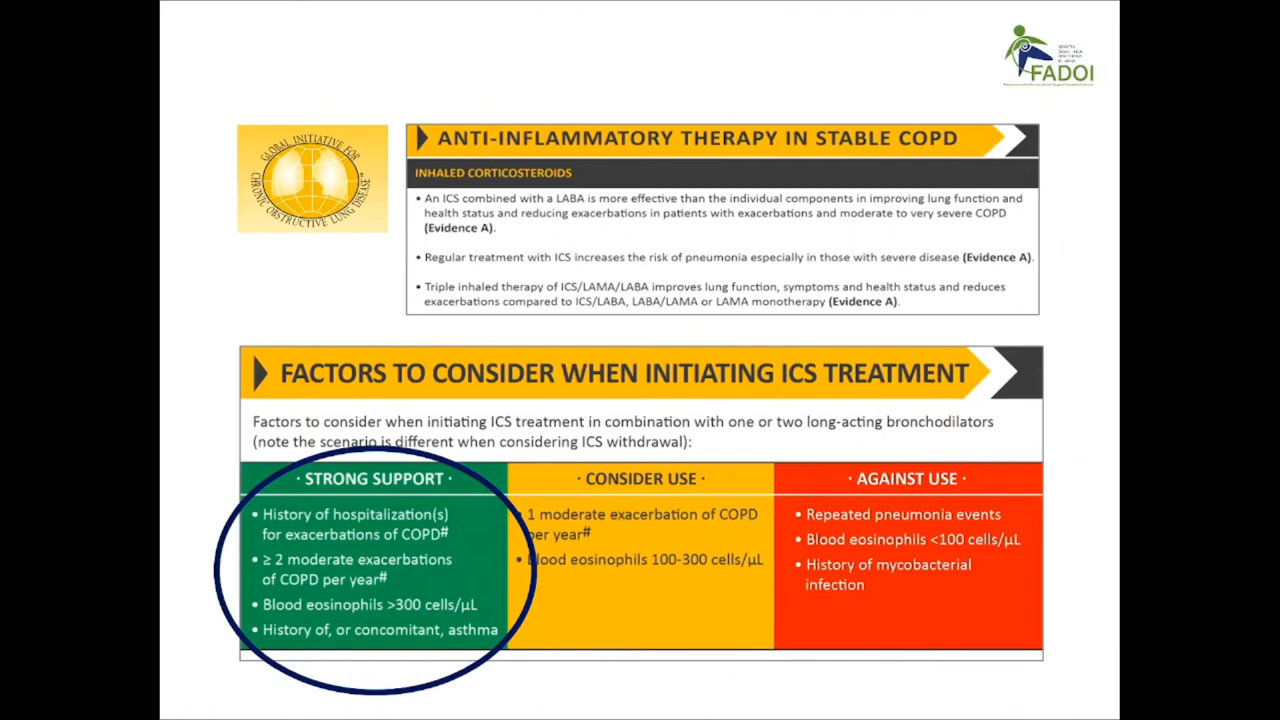 FADOI
GLOBAL INITIATIVE FOR
CHRONIC OBSTRUCTIVE LUNG DISEASE
ANTI-INFLAMMATORY THERAPY IN STABLE COPD
INHALED CORTICOSTEROIDS
• An ICS combined with a LABA is more effective than the individual components in improving lung function and
health status and reducing exacerbations in patients with exacerbations and moderate to very severe COPD
(Evidence A).
• Regular treatment with ICS increases the risk of pneumonia especially in those with severe disease (Evidence A).
• Triple inhaled therapy of ICS/LAMA/LABA improves lung function, symptoms and health status and reduces
exacerbations compared to ICS/LABA, LABA/LAMA or LAMA monotherapy (Evidence A).
FACTORS TO CONSIDER WHEN INITIATING ICS TREATMENT
Factors to consider when initiating ICS treatment in combination with one or two long-acting bronchodilators
(note the scenario is different when considering ICS withdrawal):
· STRONG SUPPORT ·
• History of hospitalization(s)
for exacerbations of COPD#
• ≥ 2 moderate exacerbations
of COPD per year#
• Blood eosinophils >300 cells/µL
• History of, or concomitant, asthma
· CONSIDER USE ·
• 1 moderate exacerbation of COPD
per year#
• Blood eosinophils 100-300 cells/µL
· AGAINST USE ·
• Repeated pneumonia events
• Blood eosinophils <100 cells/µL
• History of mycobacterial
infection